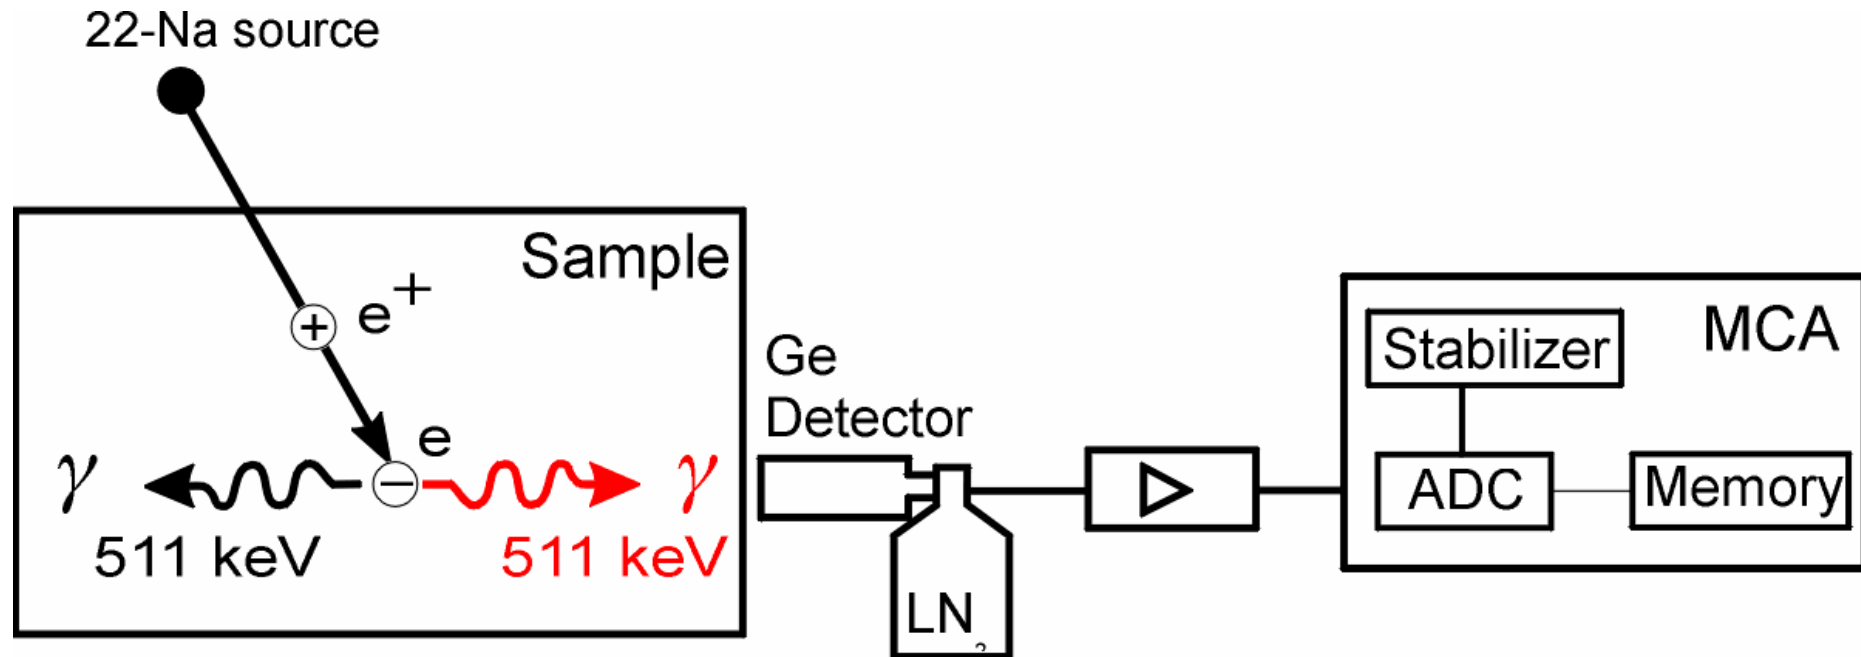 22-Na source
Sample
e+
e
γ
γ
511 keV
511 keV
Ge
Detector
LN2
MCA
Stabilizer
ADC
Memory